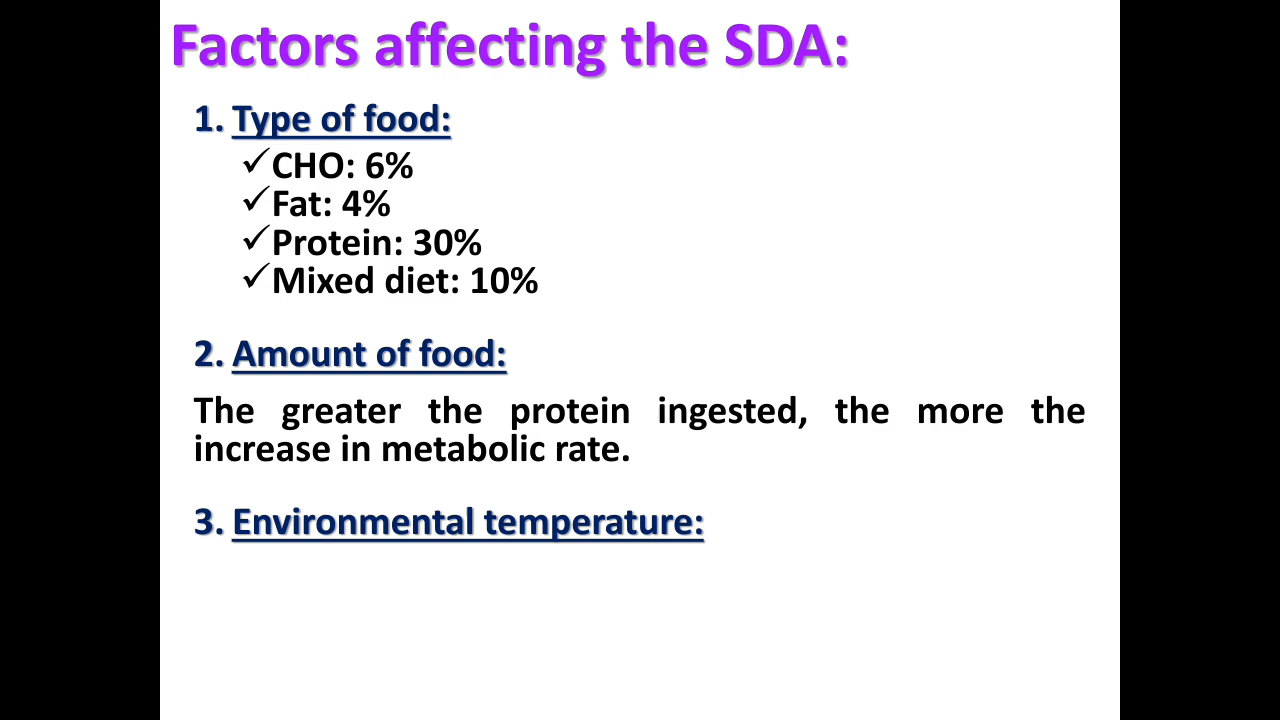 Factors affecting the SDA:
1. Type of food:
✓CHO: 6%
✓Fat: 4%
✓Protein: 30%
✓Mixed diet: 10%
2. Amount of food:
The greater the protein ingested, the more the
increase in metabolic rate.
3. Environmental temperature: